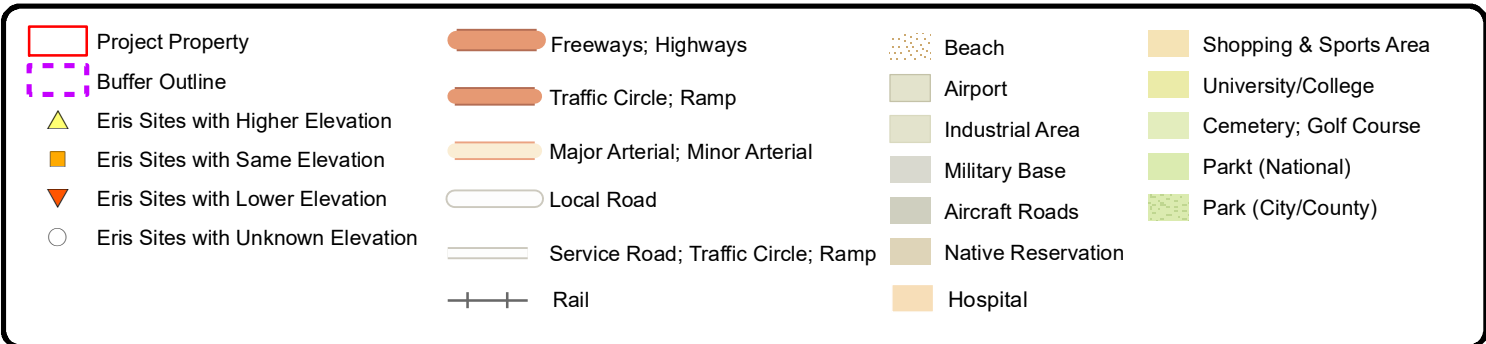 Project Property
Buffer Outline
Eris Sites with Higher Elevation
Eris Sites with Same Elevation
Eris Sites with Lower Elevation
Eris Sites with Unknown Elevation
Freeways; Highways
Traffic Circle; Ramp
Major Arterial; Minor Arterial
Local Road
Service Road; Traffic Circle; Ramp
Rail
Beach
Airport
Industrial Area
Military Base
Aircraft Roads
Native Reservation
Hospital
Shopping & Sports Area
University/College
Cemetery; Golf Course
Parkt (National)
Park (City/County)